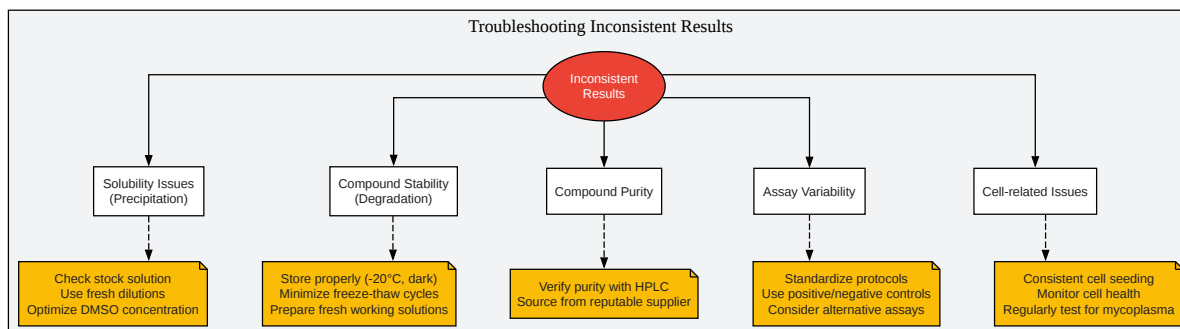 Troubleshooting Inconsistent Results
Inconsistent
Results
Solubility Issues
(Precipitation)
Compound Stability
(Degradation)
Compound Purity
Assay Variability
Cell-related Issues
Check stock solution
Use fresh dilutions
Optimize DMSO concentration
Store properly (-20°C, dark)
Minimize freeze-thaw cycles
Prepare fresh working solutions
Verify purity with HPLC
Source from reputable supplier
Standardize protocols
Use positive/negative controls
Consider alternative assays
Consistent cell seeding
Monitor cell health
Regularly test for mycoplasma